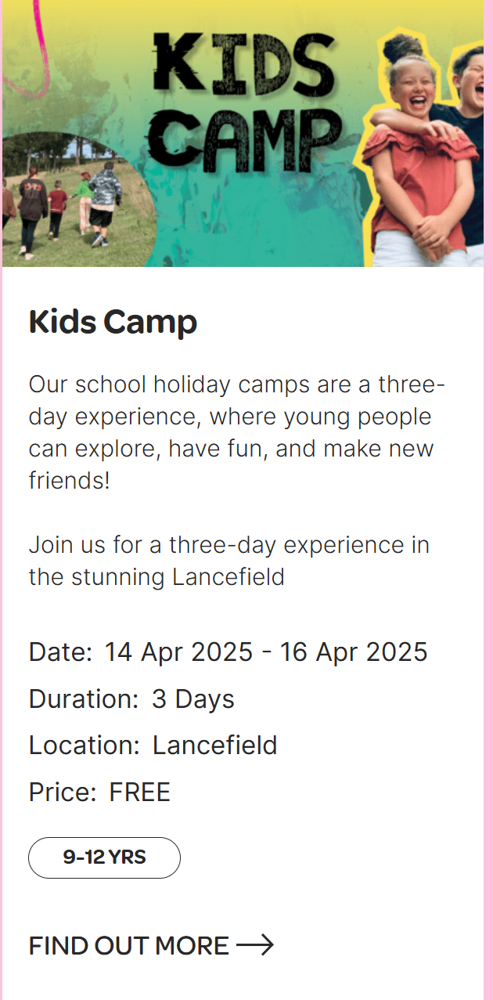 KIDS
CAMP
Kids Camp
Our school holiday camps are a three-
day experience, where young people
can explore, have fun, and make new
friends!
Join us for a three-day experience in
the stunning Lancefield
Date: 14 Apr 2025 - 16 Apr 2025
Duration: 3 Days
Location: Lancefield
Price: FREE
9-12 YRS
FIND OUT MORE →